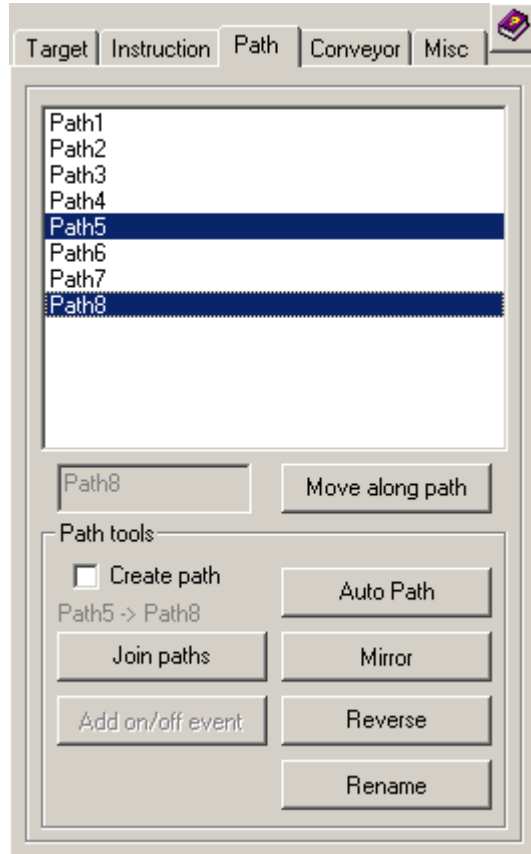 Target Instruction Path Conveyor Misc
Path1
Path2
Path3
Path4
Path5
Path6
Path7
Path8
Path8 Move along path
Path tools
Create path Auto Path
Path5 -> Path8
Join paths Mirror
Add on/off event Reverse
Rename